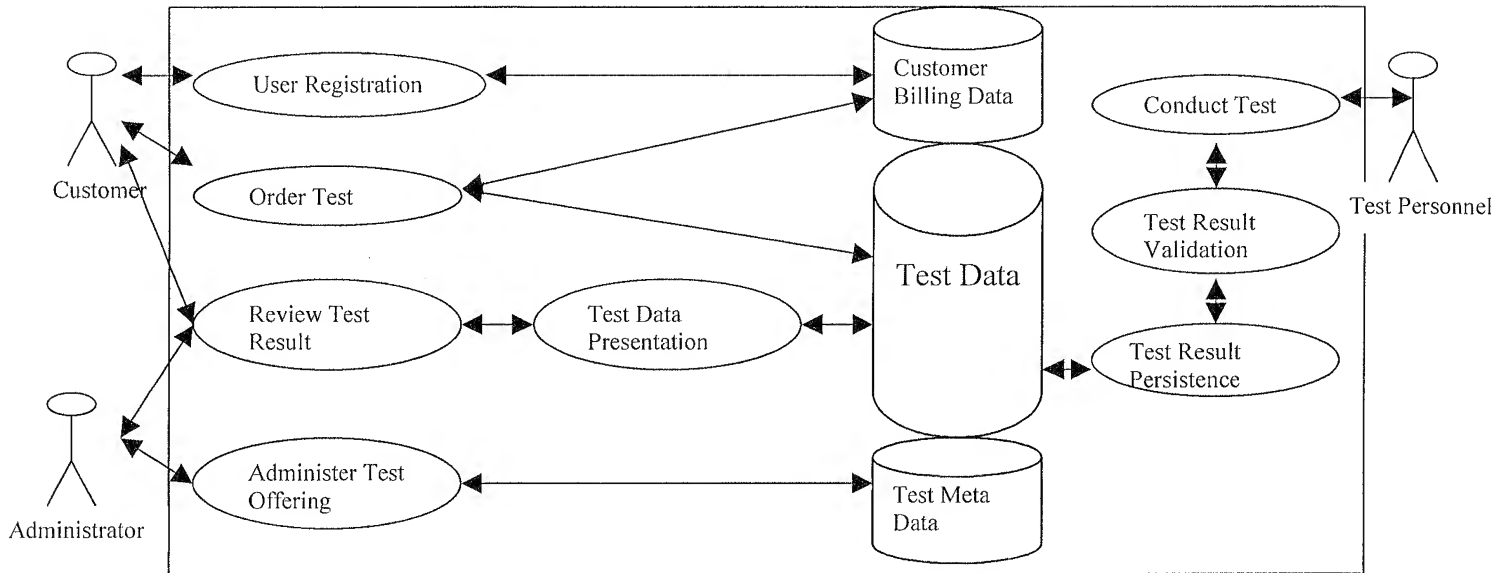 User Registration
Customer
Billing Data
Conduct Test
Customer
Order Test
Test Result
Validation
Test Personnel
Test Data
Review Test
Result
Test Data
Presentation
Test Result
Persistence
Administer Test
Offering
Test Meta
Data
Administrator